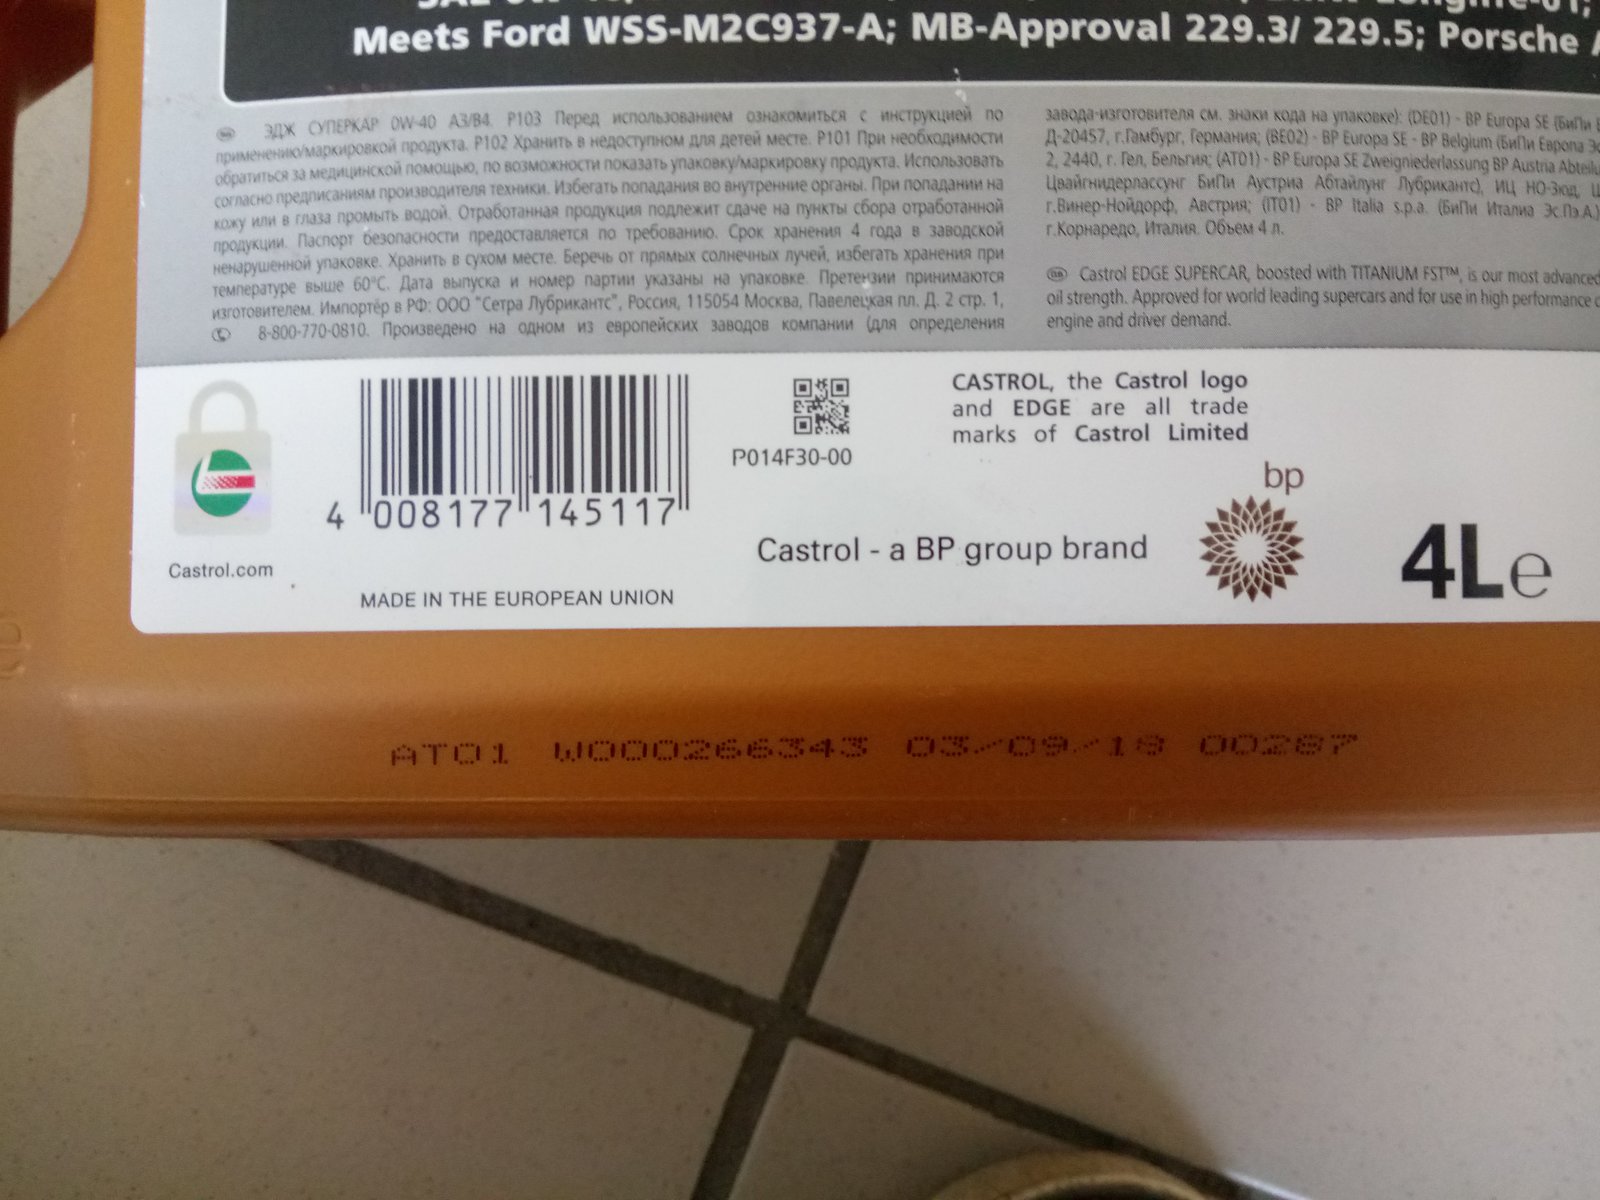 Meets Ford WSS-M2C937-A; MB-Approval 229.3/ 229.5; Porsche
ЭДЖ СУПЕРКАР 0W-40 A3/B4. P103 Перед использованием ознакомиться с инструкцией по
применению/маркировкой продукта. P102 Хранить в недоступном для детей месте. P101 При необходимости
обратиться за медицинской помощью, по возможности показать упаковку/маркировку продукта. Использовать
согласно предписаниям производителя техники. Избегать попадания во внутренние органы. При попадании на
кожу или в глаза промыть водой. Отработанная продукция подлежит сдаче на пункты сбора отработанной
продукции. Паспорт безопасности предоставляется по требованию. Срок хранения 4 года в заводской
ненарушенной упаковке. Хранить в сухом месте. Беречь от прямых солнечных лучей, избегать хранения при
температуре выше 60°C. Дата выпуска и номер партии указаны на упаковке. Претензии принимаются
изготовителем. Импортёр в РФ: ООО "Сетра Лубрикантс", Россия, 115054 Москва, Павелецкая пл. Д. 2 стр. 1,
8-800-770-0810. Произведено на одном из европейских заводов компании (для определения
завода-изготовителя см. знаки кода на упаковке): (DE01) - BP Europa SE (БиПи
Д-20457, г.Гамбург, Германия; (BE02) - BP Europa SE - BP Belgium (БиПи Европа
2, 2440, г. Гел, Бельгия; (AT01) - BP Europa SE Zweigniederlassung BP Austria
Цвайгнидерлассунг БиПи Аустриа Абтайлунг Лубрикантс), ИЦ НО-Зюд,
г.Винер-Нойдорф, Австрия; (IT01) - BP Italia s.p.a. (БиПи Италиа Эс.Пэ.А.)
г.Корнаредо, Италия. Объем 4 л.
Castrol EDGE SUPERCAR, boosted with TITANIUM FST™, is our most advanced
oil strength. Approved for world leading supercars and for use in high performance
engine and driver demand.
Castrol.com
4 008177 145117
MADE IN THE EUROPEAN UNION
P014F30-00
CASTROL, the Castrol logo
and EDGE are all trade
marks of Castrol Limited
bp
Castrol - a BP group brand
4L℮
AT01 W000266343 03/09/18 00287